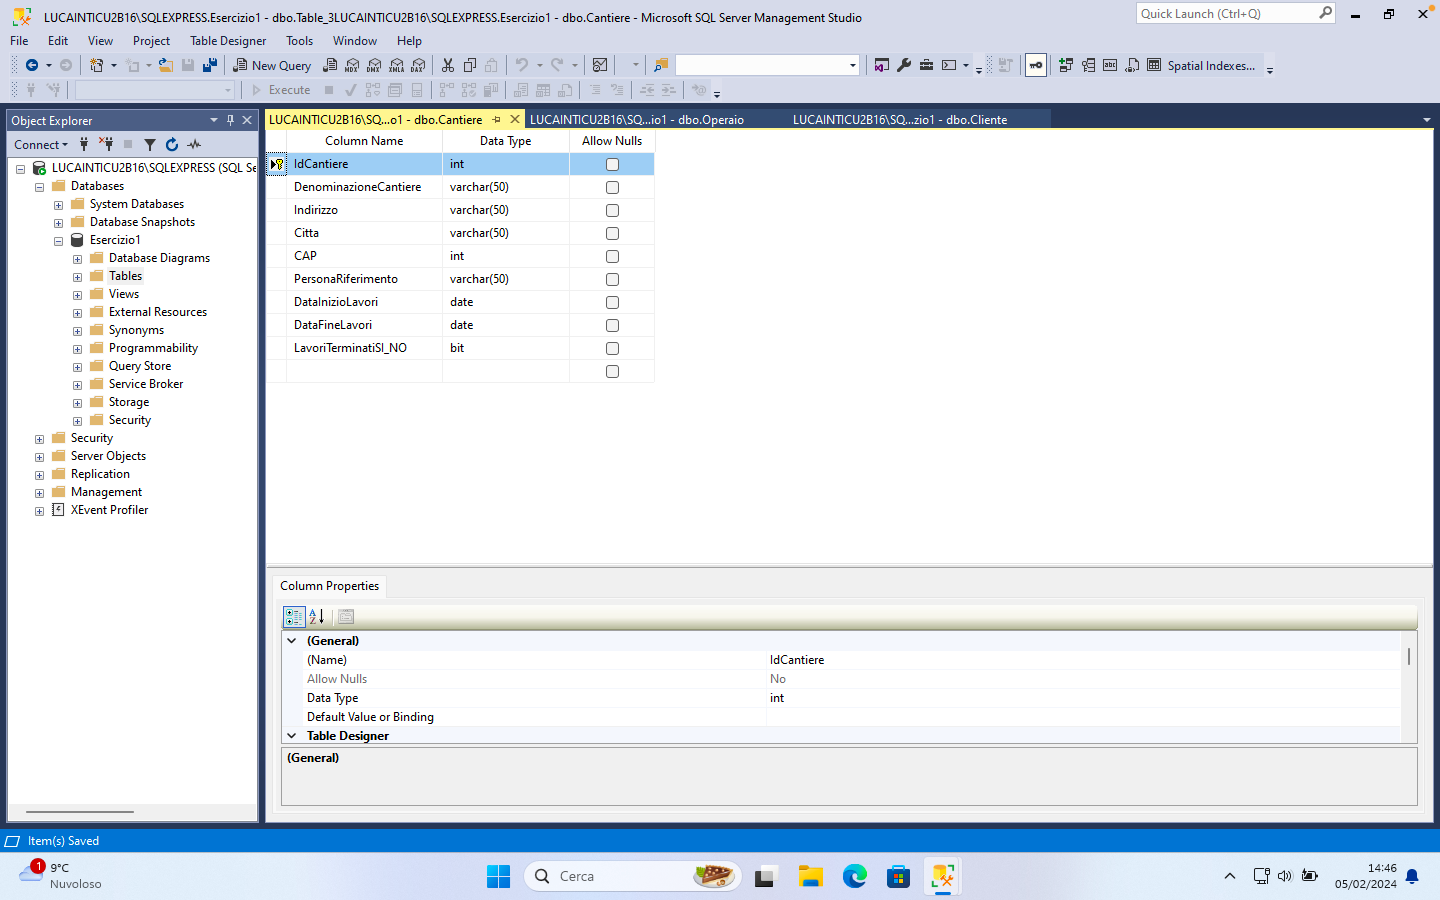 LUCAINTICU2B16\SQLEXPRESS.Esercizio1 - dbo.Table_3LUCAINTICU2B16\SQLEXPRESS.Esercizio1 - dbo.Cantiere - Microsoft SQL Server Management Studio
Quick Launch (Ctrl+Q)
File Edit View Project Table Designer Tools Window Help
New Query MDX DMX XMLA DAX abc Spatial Indexes...
Execute
Object Explorer
LUCAINTICU2B16\SQ...o1 - dbo.Cantiere LUCAINTICU2B16\SQ...io1 - dbo.Operaio LUCAINTICU2B16\SQ...zio1 - dbo.Cliente
Connect
LUCAINTICU2B16\SQLEXPRESS (SQL Se
Databases
System Databases
Database Snapshots
Esercizio1
Database Diagrams
Tables
Views
External Resources
Synonyms
Programmability
Query Store
Service Broker
Storage
Security
Security
Server Objects
Replication
Management
XEvent Profiler
Column Name Data Type Allow Nulls
IdCantiere int
DenominazioneCantiere varchar(50)
Indirizzo varchar(50)
Citta varchar(50)
CAP int
PersonaRiferimento varchar(50)
DataInizioLavori date
DataFineLavori date
LavoriTerminatiSI_NO bit
Column Properties
A
Z
(General)
(Name) IdCantiere
Allow Nulls No
Data Type int
Default Value or Binding
Table Designer
(General)
Item(s) Saved
1
9°C
Nuvoloso
Cerca
14:46
05/02/2024